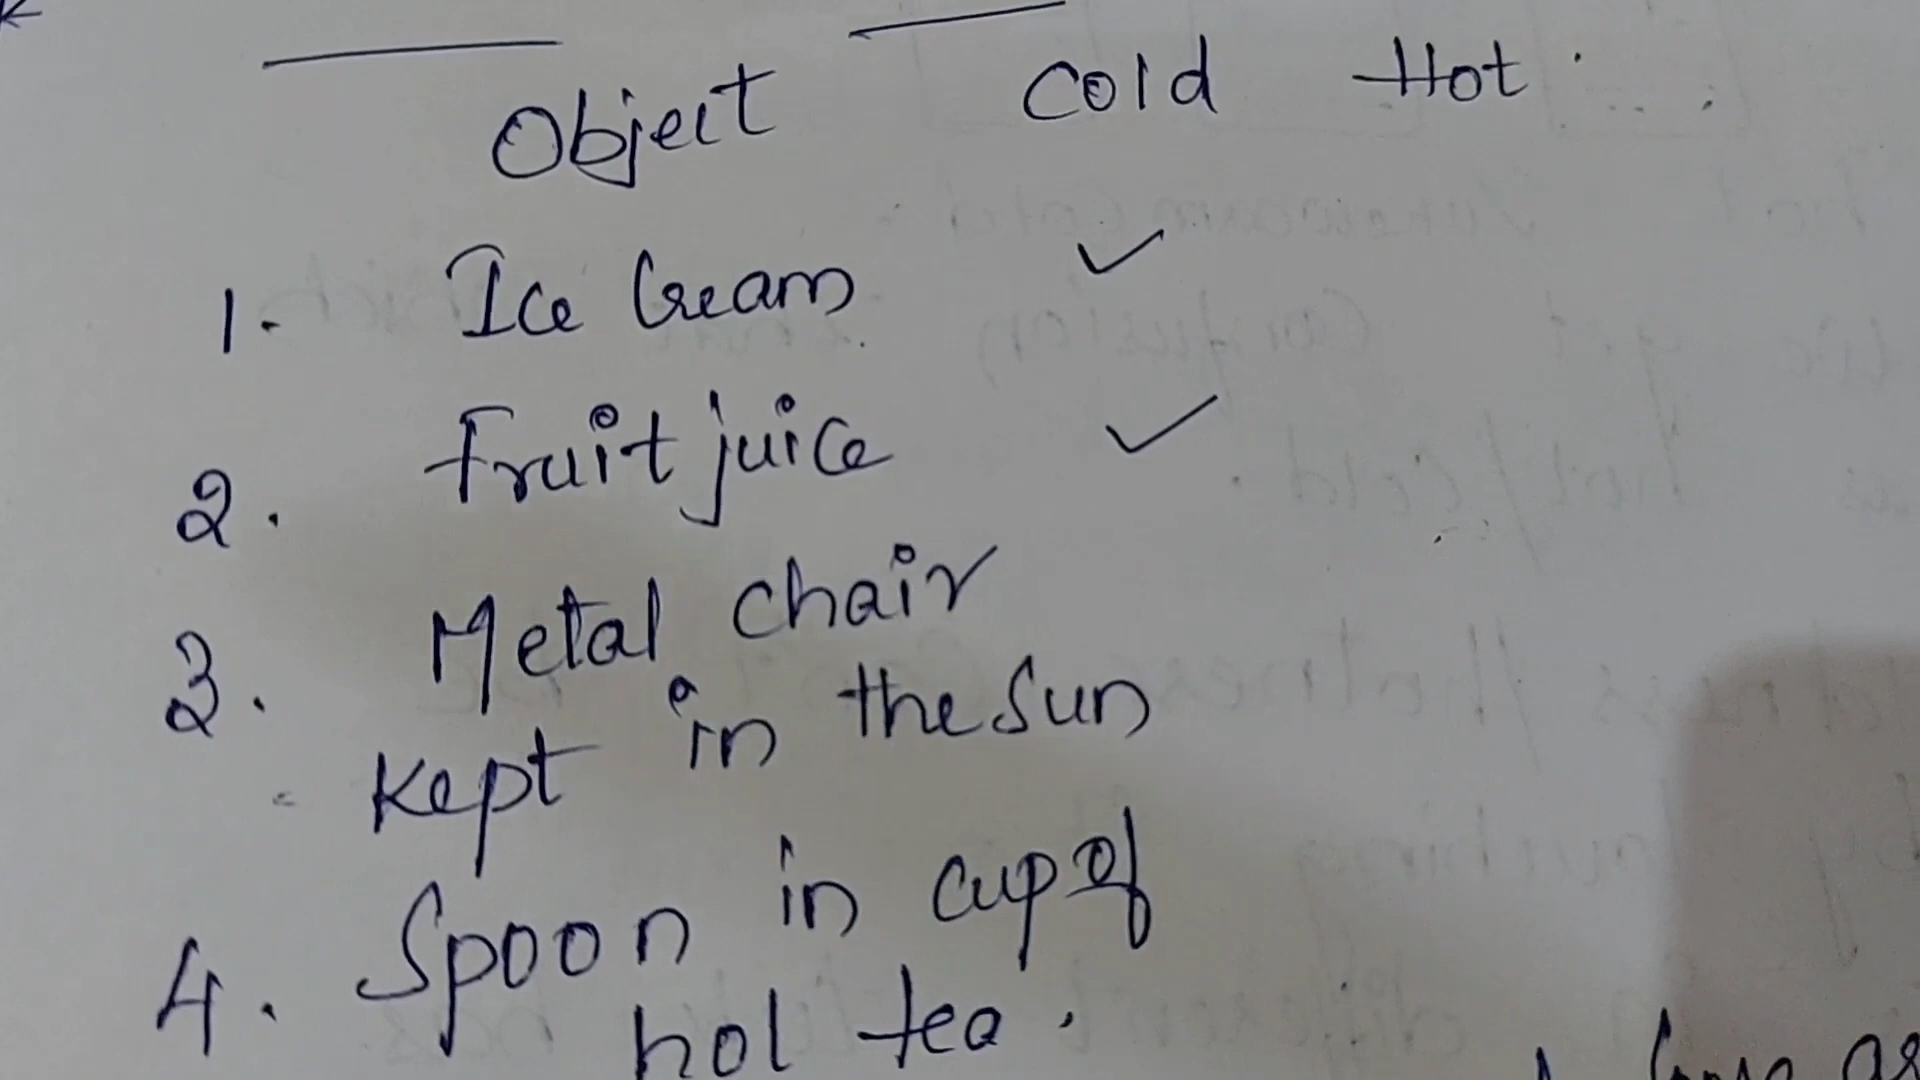 Object Cold Hot.
1. Ice Cream ✓
2. Fruit juice ✓
3. Metal chair
kept in the Sun
4. Spoon in cup of
hot tea.